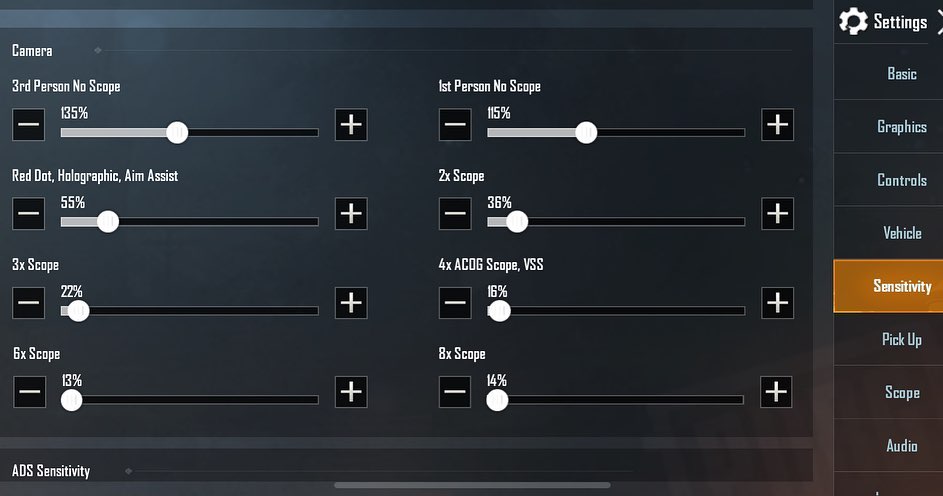 Settings
Camera
3rd Person No Scope
135%
1st Person No Scope
115%
Red Dot, Holographic, Aim Assist
55%
2x Scope
36%
3x Scope
22%
4x ACOG Scope, VSS
16%
6x Scope
13%
8x Scope
14%
ADS Sensitivity
Basic
Graphics
Controls
Vehicle
Sensitivity
Pick Up
Scope
Audio